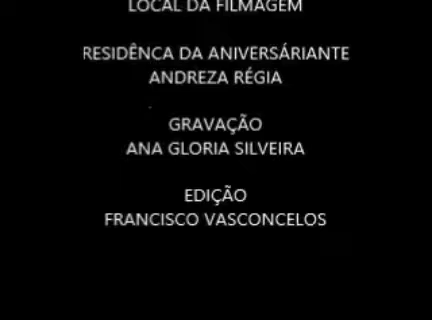 LOCAL DA FILMAGEM
RESIDÊNCA DA ANIVERSÁRIANTE
ANDREZA RÉGIA
GRAVAÇÃO
ANA GLORIA SILVEIRA
EDIÇÃO
FRANCISCO VASCONCELOS